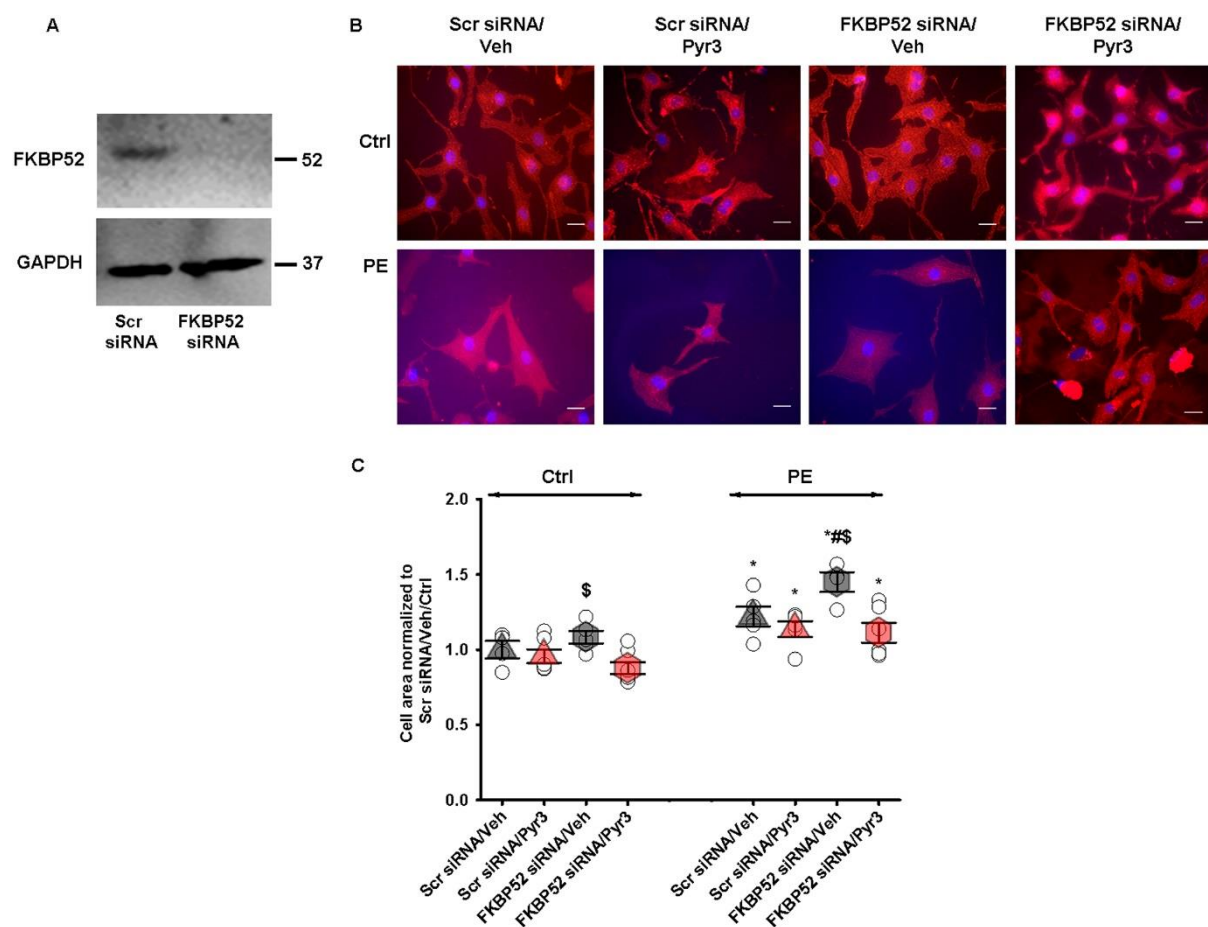 A
FKBP52
52
GAPDH
37
Scr
siRNA
FKBP52
siRNA
B
Scr siRNA/
Veh
Scr siRNA/
Pyr3
FKBP52 siRNA/
Veh
FKBP52 siRNA/
Pyr3
Ctrl
PE
C
Ctrl
PE
Cell area normalized to
Scr siRNA/Veh/Ctrl
2.0
1.5
1.0
0.5
0.0
$
*
*
*#$
*
Scr siRNA/Veh
Scr siRNA/Pyr3
FKBP52 siRNA/Veh
FKBP52 siRNA/Pyr3
Scr siRNA/Veh
Scr siRNA/Pyr3
FKBP52 siRNA/Veh
FKBP52 siRNA/Pyr3